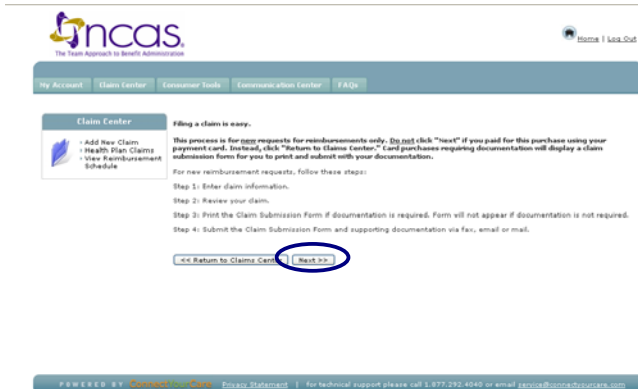 ncas.
The Team Approach to Benefit Administration
Home | Log Out
My Account Claim Center Consumer Tools Communication Center FAQs
Claim Center
Add New Claim
Health Plan Claims
View Reimbursement
Schedule
Filing a claim is easy.
This process is for new requests for reimbursements only. Do not click "Next" if you paid for this purchase using your
payment card. Instead, click "Return to Claims Center." Card purchases requiring documentation will display a claim
submission form for you to print and submit with your documentation.
For new reimbursement requests, follow these steps:
Step 1: Enter claim information.
Step 2: Review your claim.
Step 3: Print the Claim Submission Form if documentation is required. Form will not appear if documentation is not required.
Step 4: Submit the Claim Submission Form and supporting documentation via fax, email or mail.
<< Return to Claims Center Next >>
POWERED BY ConnectYourCare Privacy Statement | For technical support please call 1.877.292.4040 or email service@connectyourcare.com